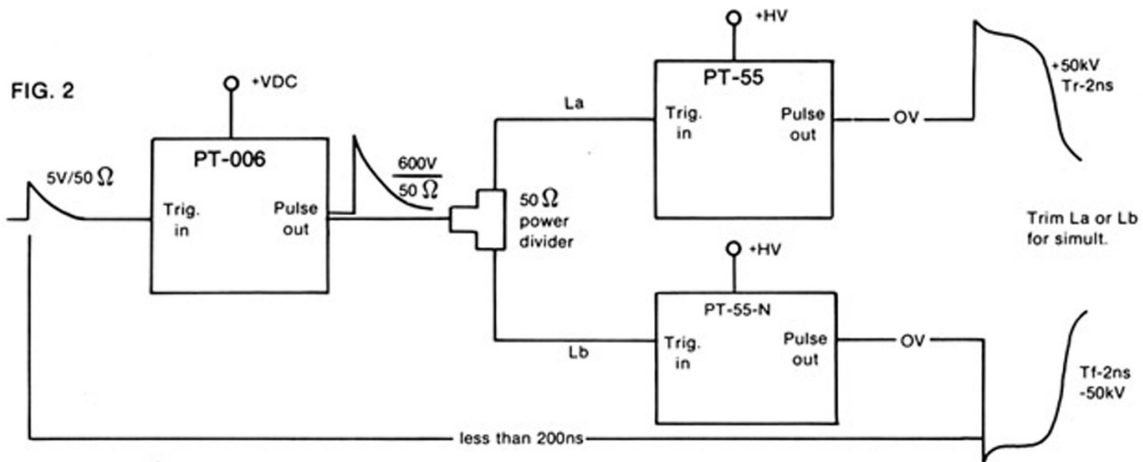 FIG. 2
+VDC
5V/50 Ω
PT-006
Trig.
in
Pulse
out
600V
50 Ω
50 Ω
power
divider
La
+HV
PT-55
Trig.
in
Pulse
out
OV
+50kV
Tr-2ns
Trim La or Lb
for simult.
Lb
+HV
PT-55-N
Trig.
in
Pulse
out
OV
Tf-2ns
-50kV
less than 200ns